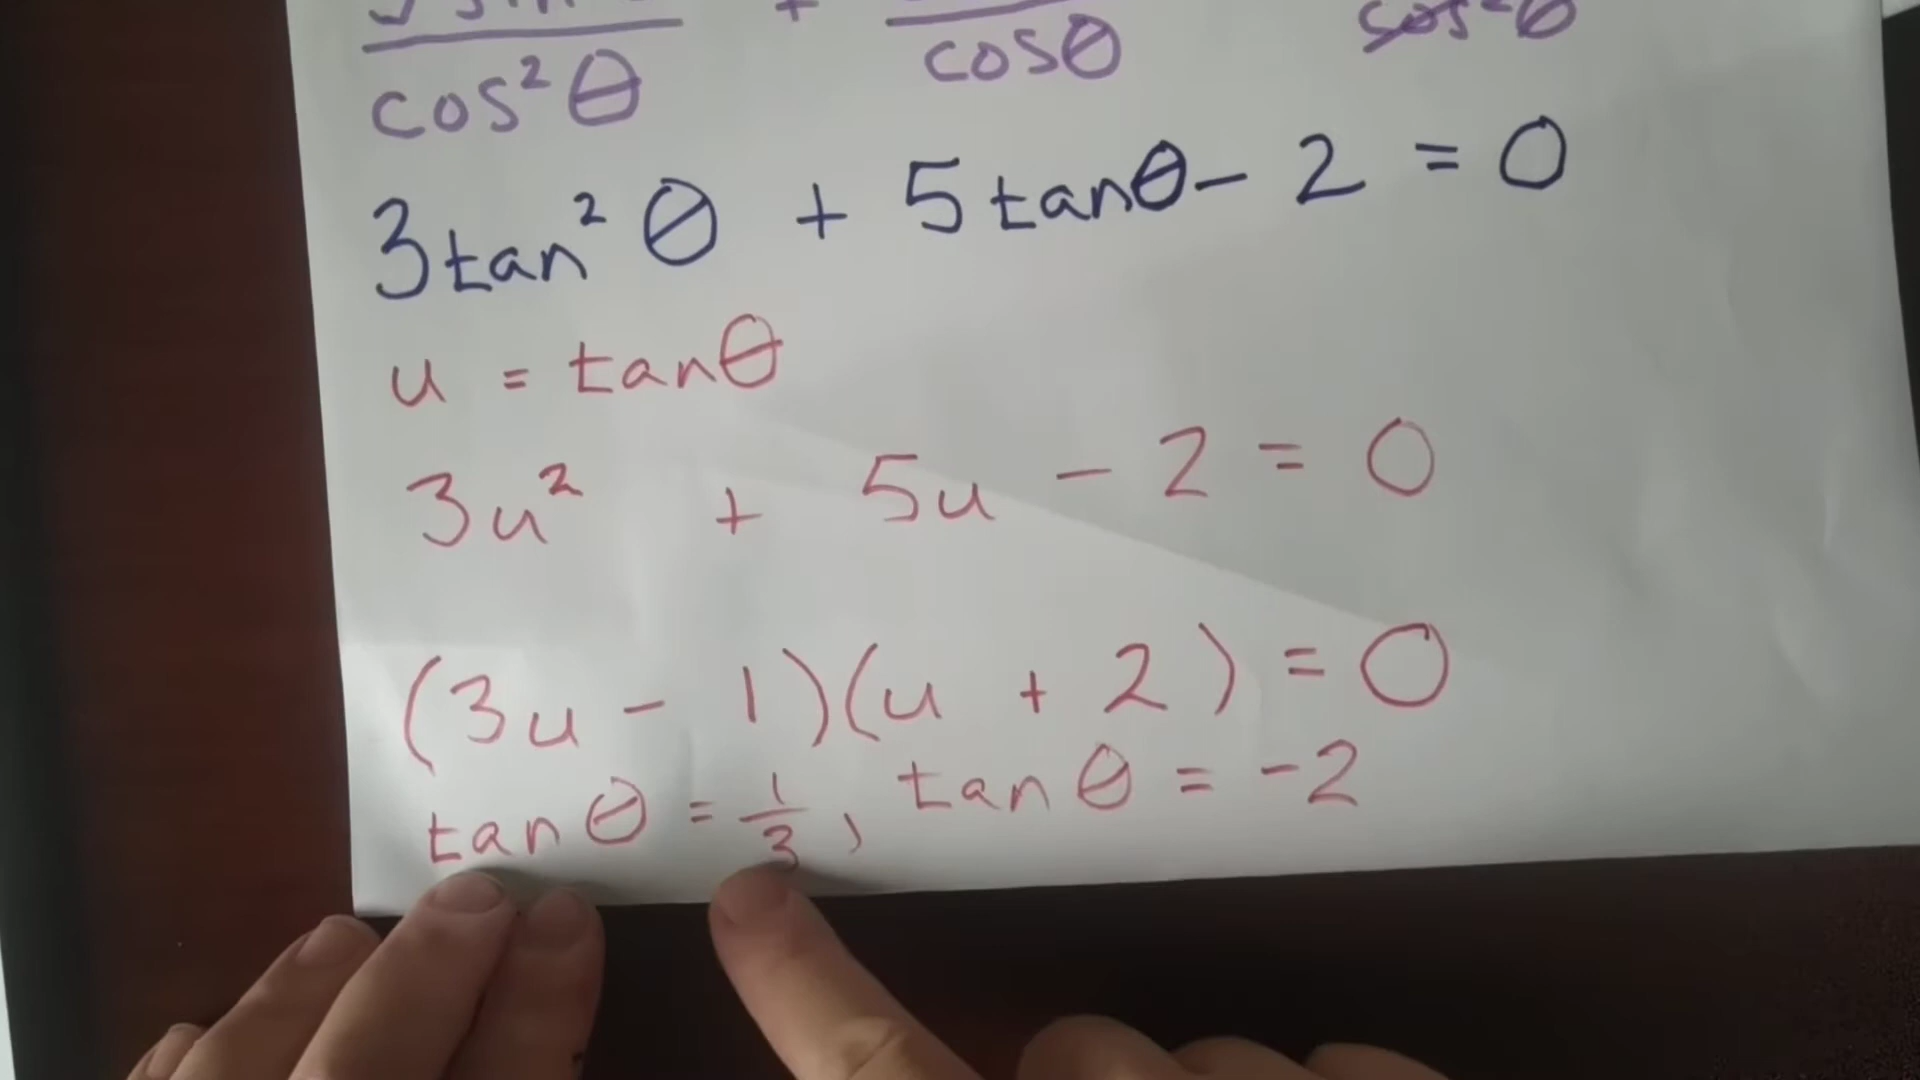 +
cos²θ cosθ cos²θ
3tan²θ + 5tanθ - 2 = 0
u = tanθ
3u² + 5u - 2 = 0
(3u - 1)(u + 2) = 0
tanθ = 1/3, tanθ = -2